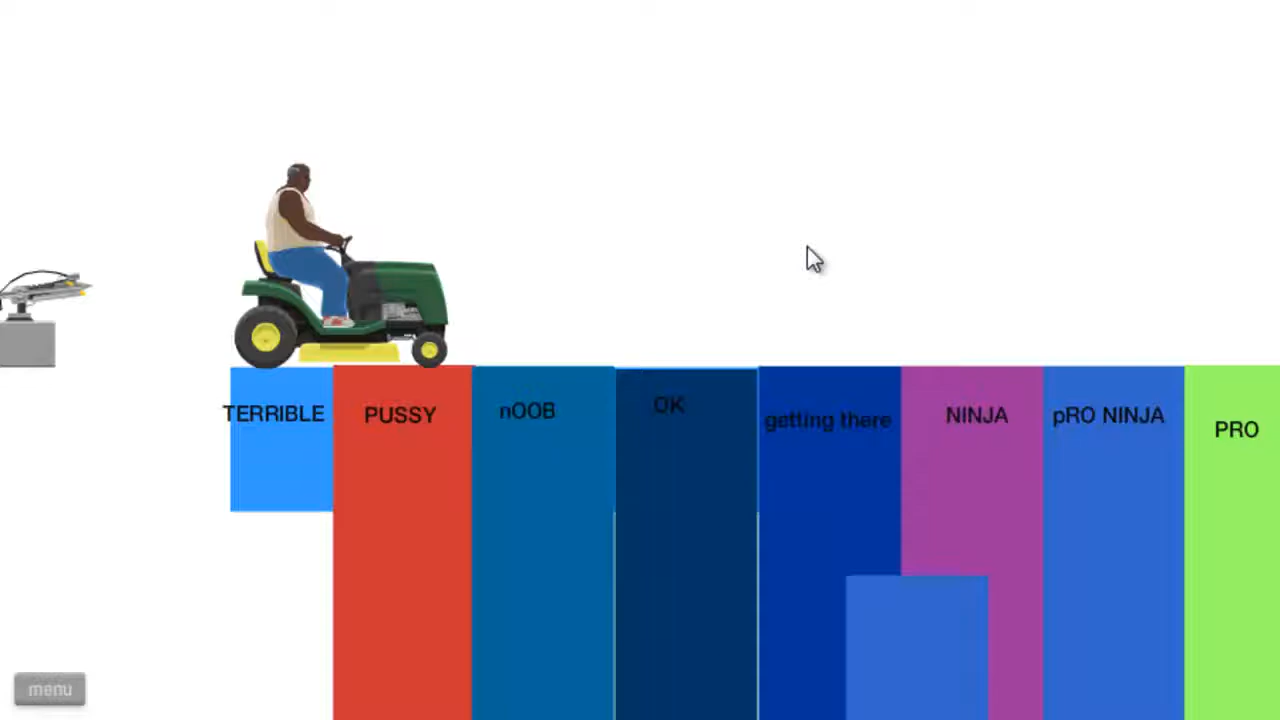 TERRIBLE
PUSSY
nOOB
OK
getting there
NINJA
pRO NINJA
PRO
menu